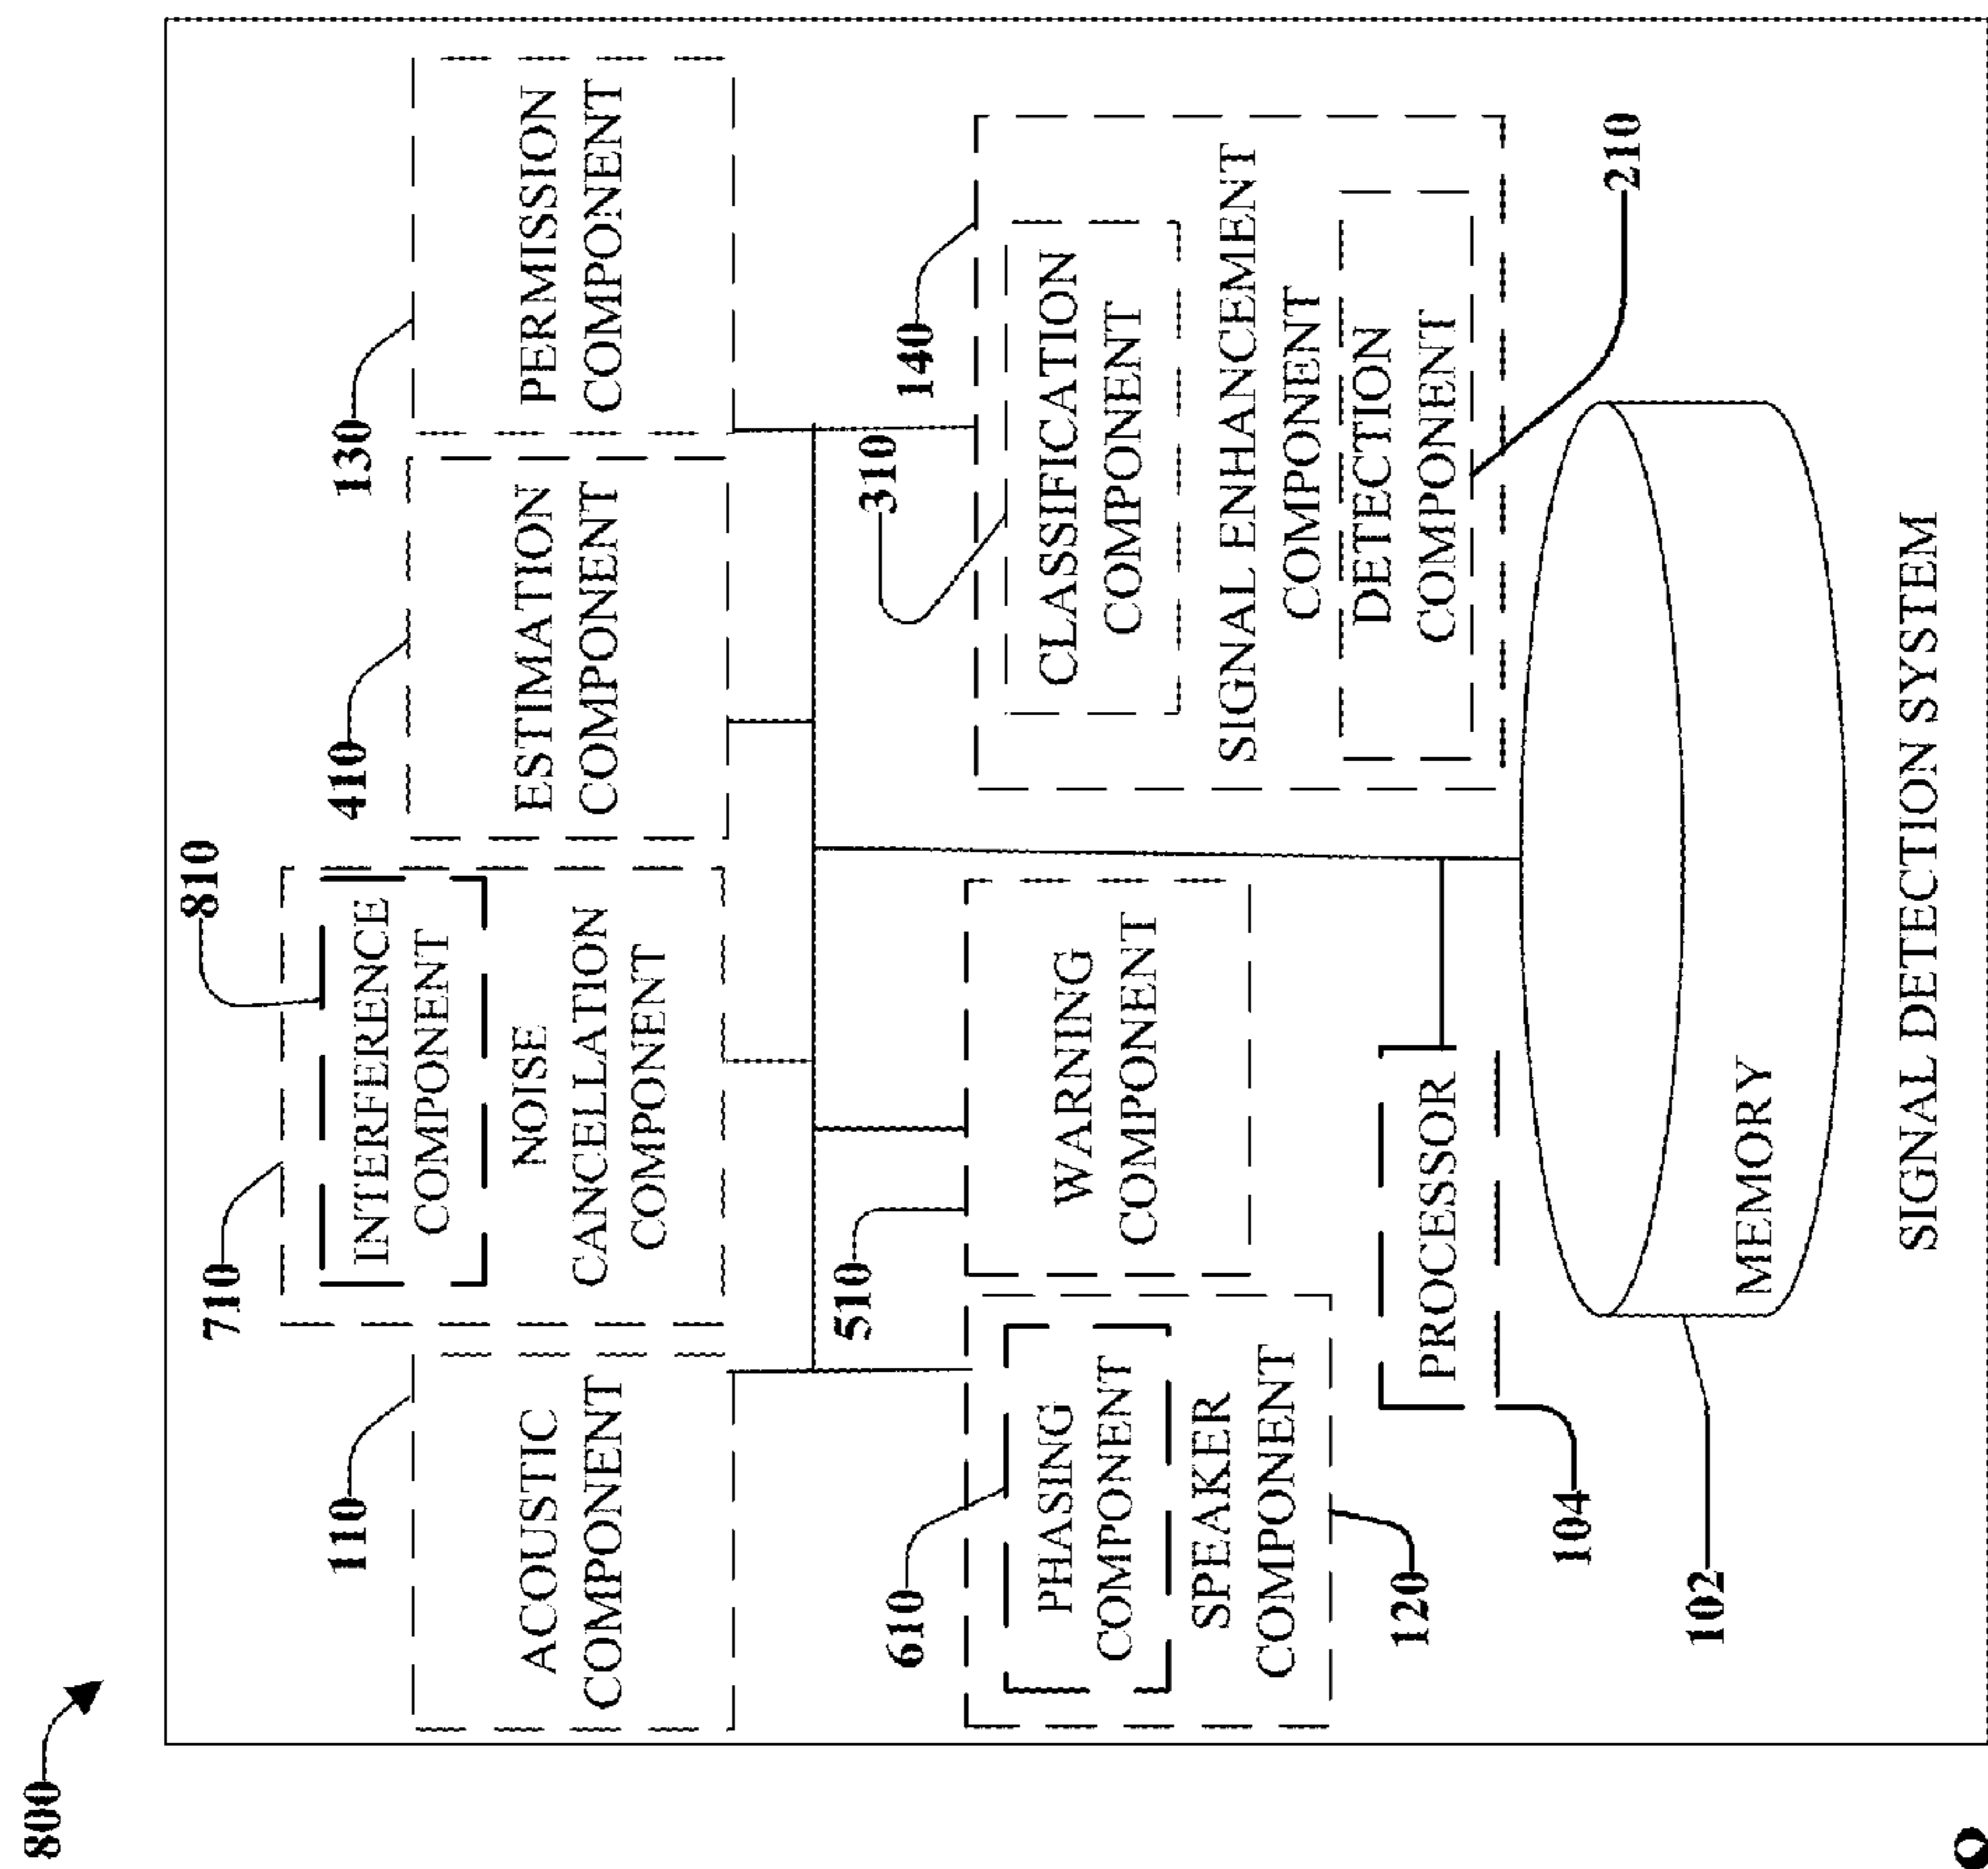 800
110
ACOUSTIC
COMPONENT
710
810
INTERFERENCE
COMPONENT
NOISE
CANCELLATION
COMPONENT
410
ESTIMATION
COMPONENT
130
PERMISSION
COMPONENT
610
PHASING
COMPONENT
SPEAKER
COMPONENT
120
510
WARNING
COMPONENT
310
140
CLASSIFICATION
COMPONENT
SIGNAL ENHANCEMENT
COMPONENT
DETECTION
COMPONENT
210
PROCESSOR
104
MEMORY
102
SIGNAL DETECTION SYSTEM